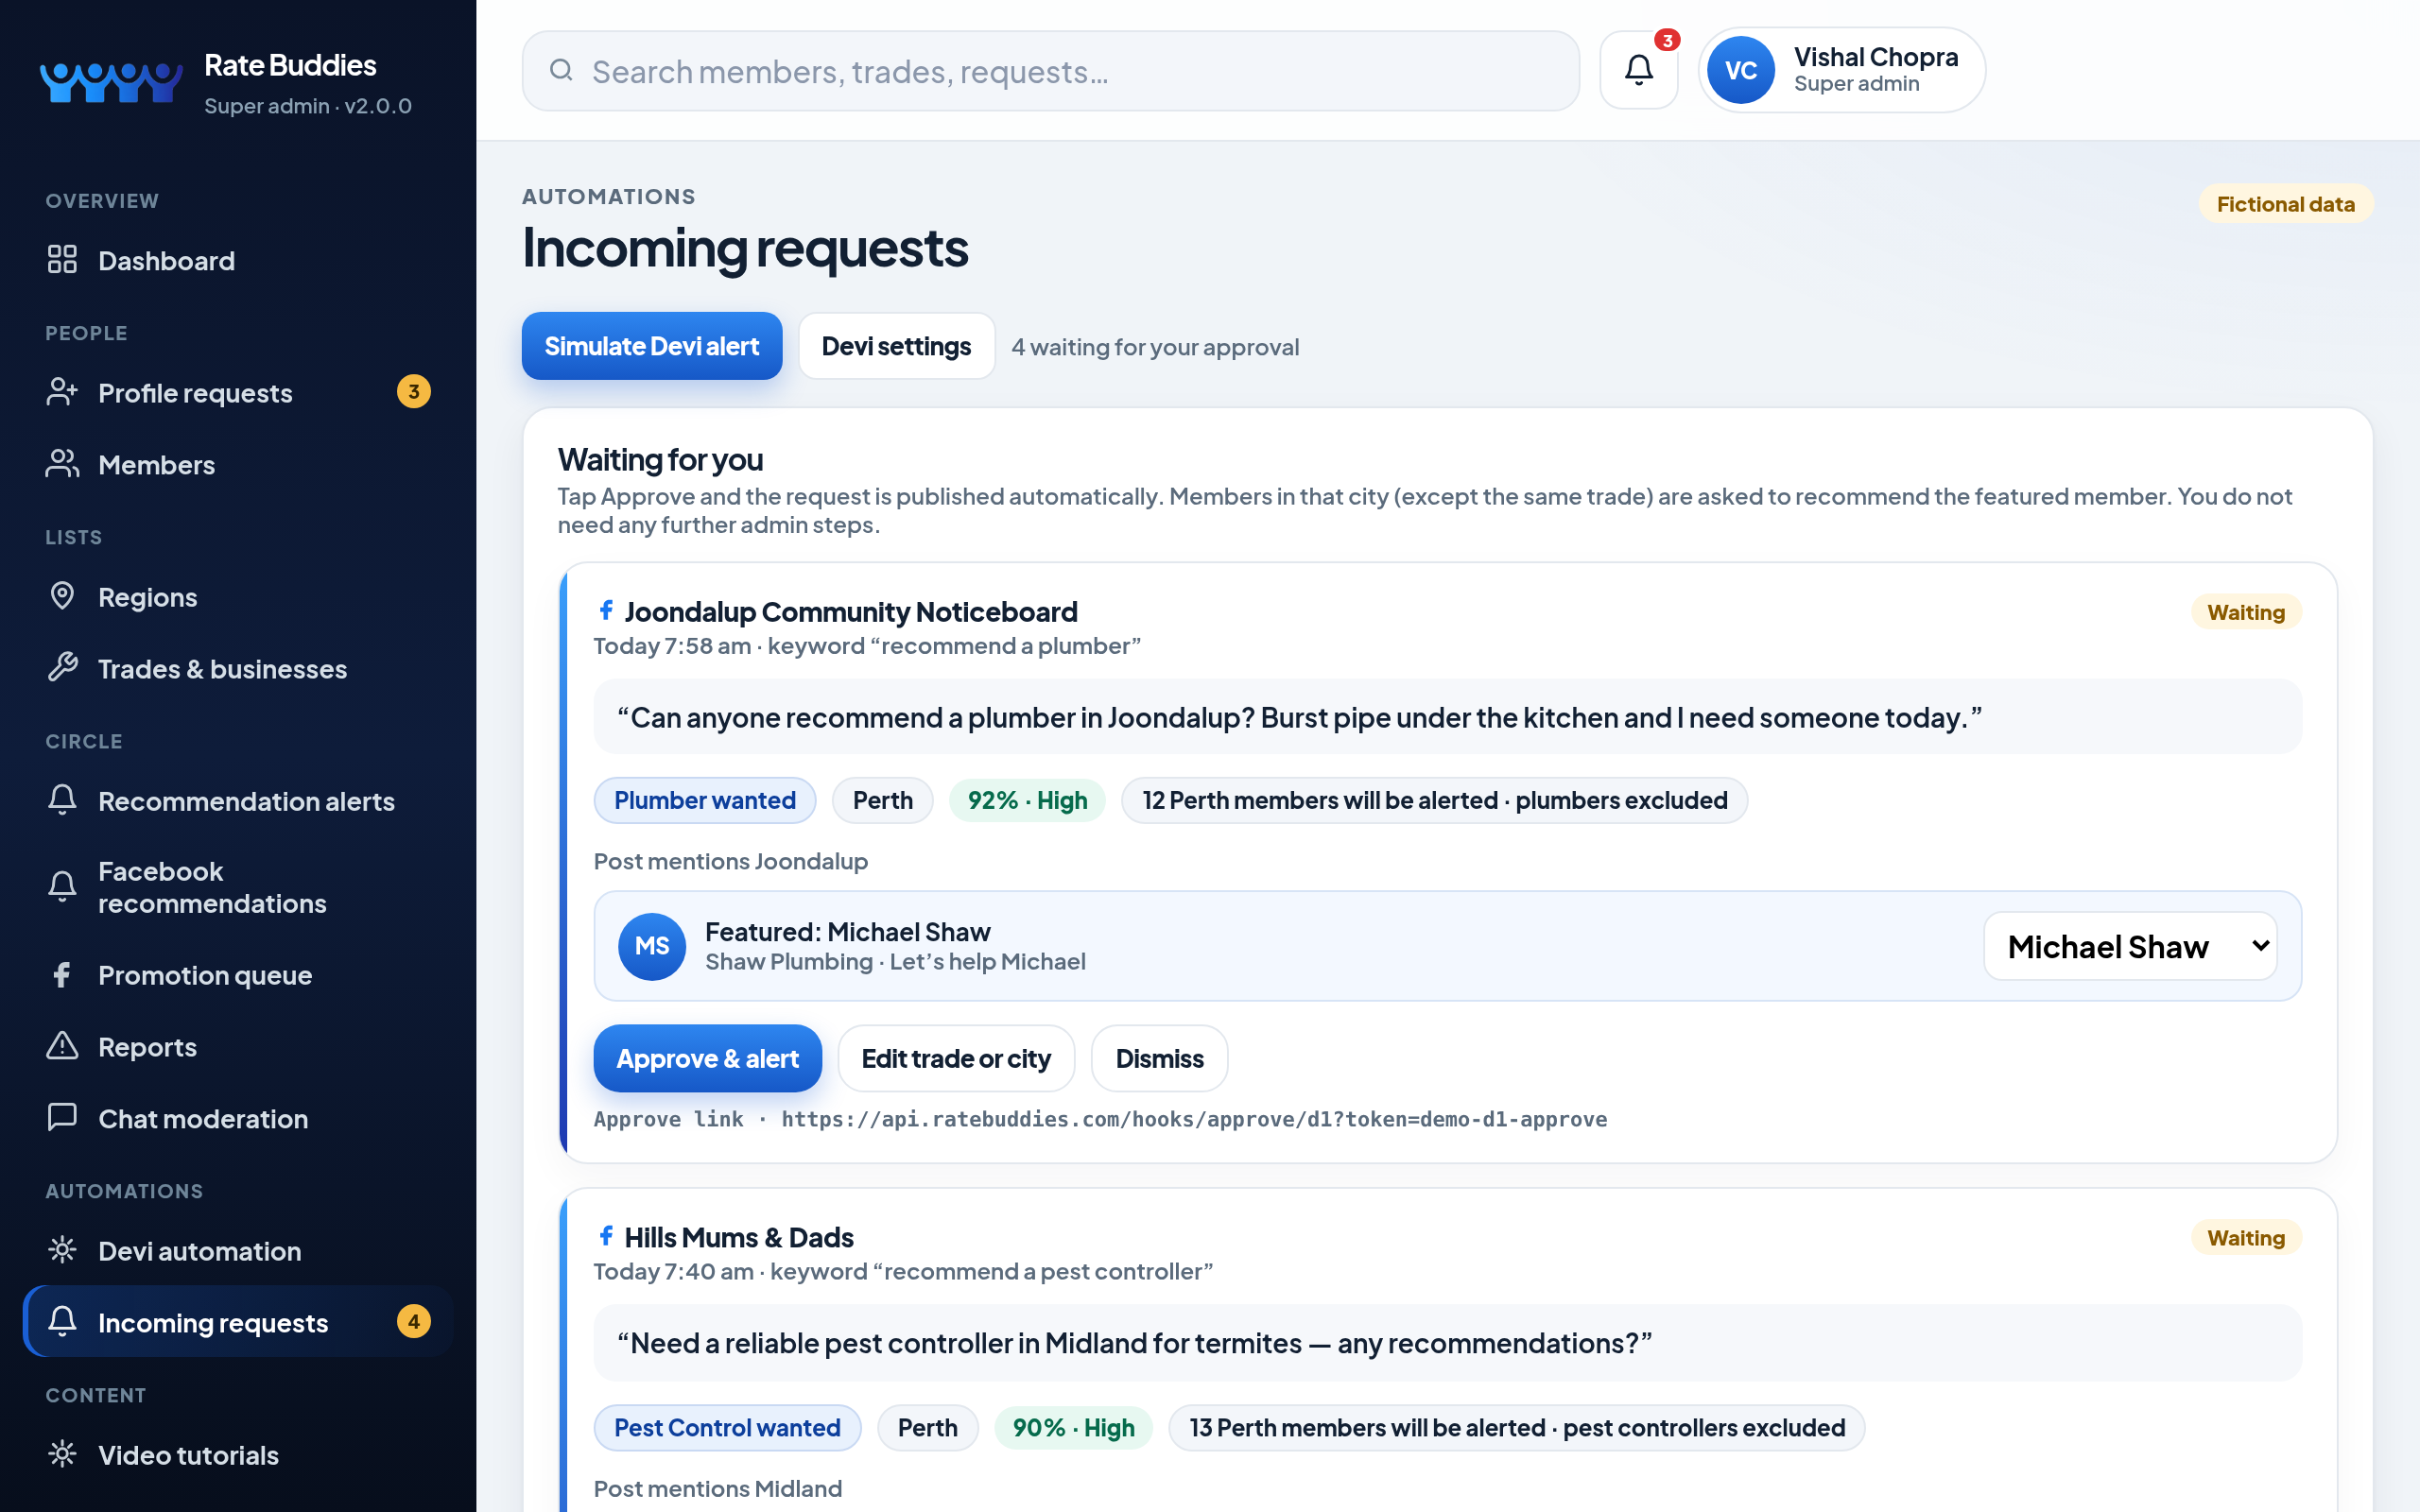 Rate Buddies
Super admin · v2.0.0
OVERVIEW
Dashboard
PEOPLE
Profile requests 3
Members
LISTS
Regions
Trades & businesses
CIRCLE
Recommendation alerts
Facebook
recommendations
Promotion queue
Reports
Chat moderation
AUTOMATIONS
Devi automation
Incoming requests 4
CONTENT
Video tutorials
Search members, trades, requests...
3
VC
Vishal Chopra
Super admin
AUTOMATIONS
Fictional data
Incoming requests
Simulate Devi alert
Devi settings
4 waiting for your approval
Waiting for you
Tap Approve and the request is published automatically. Members in that city (except the same trade) are asked to recommend the featured member. You do not
need any further admin steps.
Joondalup Community Noticeboard
Waiting
Today 7:58 am · keyword “recommend a plumber”
“Can anyone recommend a plumber in Joondalup? Burst pipe under the kitchen and I need someone today.”
Plumber wanted
Perth
92% · High
12 Perth members will be alerted · plumbers excluded
Post mentions Joondalup
MS
Featured: Michael Shaw
Shaw Plumbing · Let’s help Michael
Michael Shaw
Approve & alert
Edit trade or city
Dismiss
Approve link · https://api.ratebuddies.com/hooks/approve/d1?token=demo-d1-approve
Hills Mums & Dads
Waiting
Today 7:40 am · keyword “recommend a pest controller”
“Need a reliable pest controller in Midland for termites — any recommendations?”
Pest Control wanted
Perth
90% · High
13 Perth members will be alerted · pest controllers excluded
Post mentions Midland